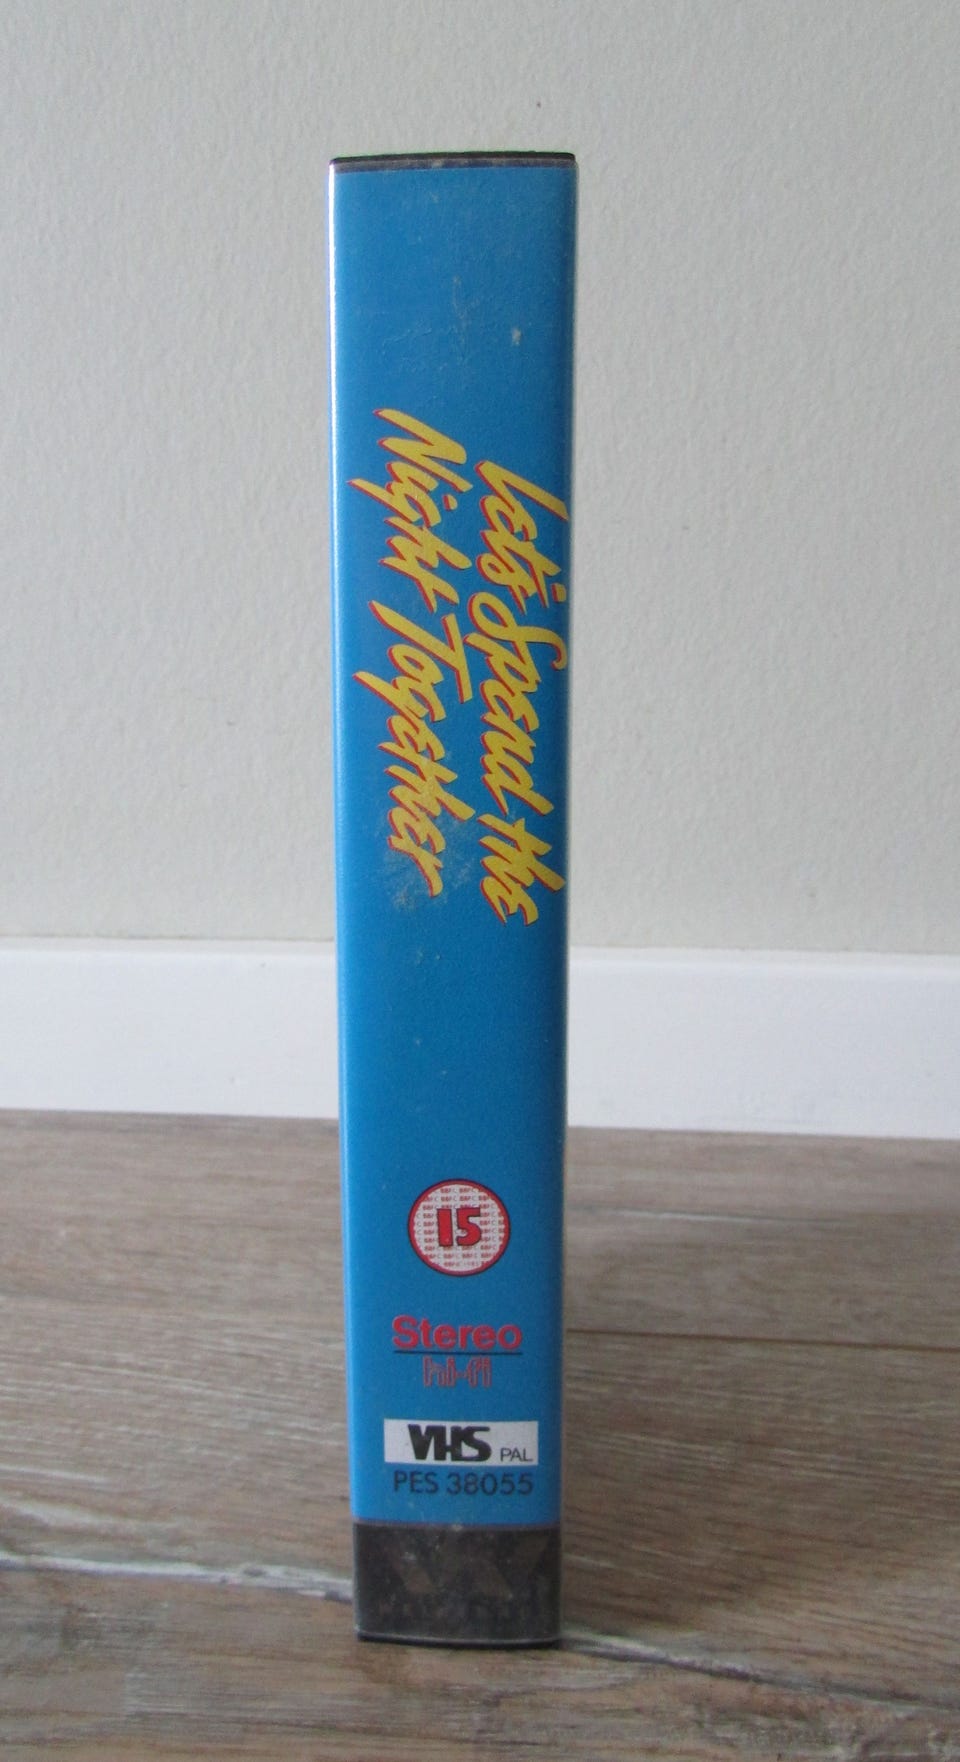 Let's Spend the
Night Together
15
Stereo
hi-fi
VHS PAL
PES 38055